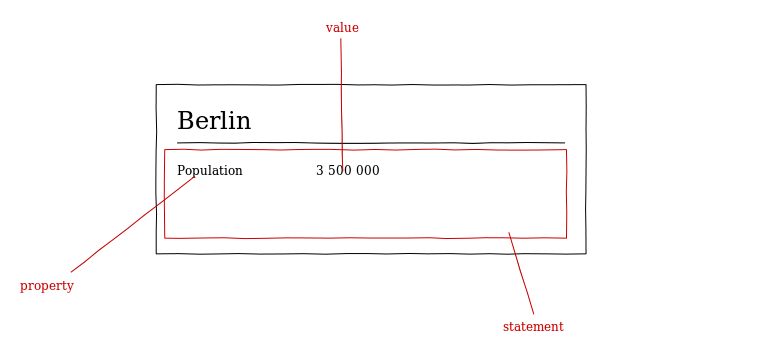 value
Berlin
Population 3 500 000
property
statement